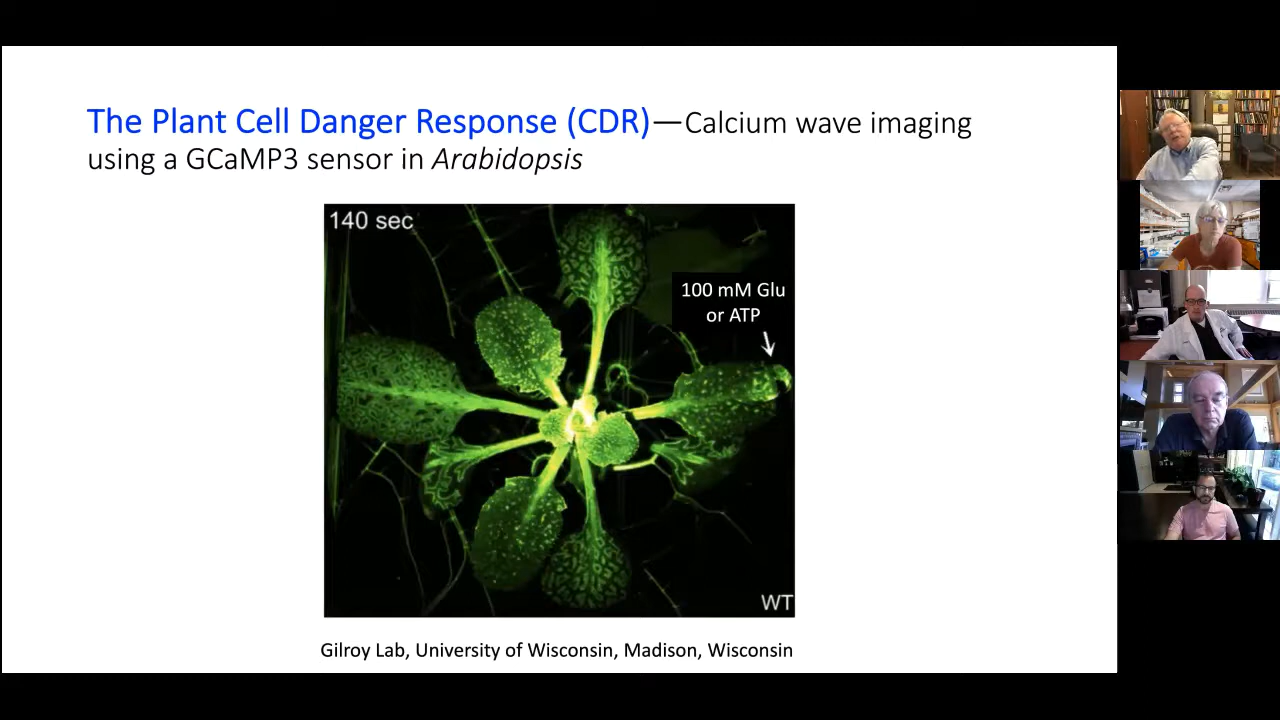 The Plant Cell Danger Response (CDR)—Calcium wave imaging
using a GCaMP3 sensor in Arabidopsis
140 sec
100 mM Glu
or ATP
WT
Gilroy Lab, University of Wisconsin, Madison, Wisconsin